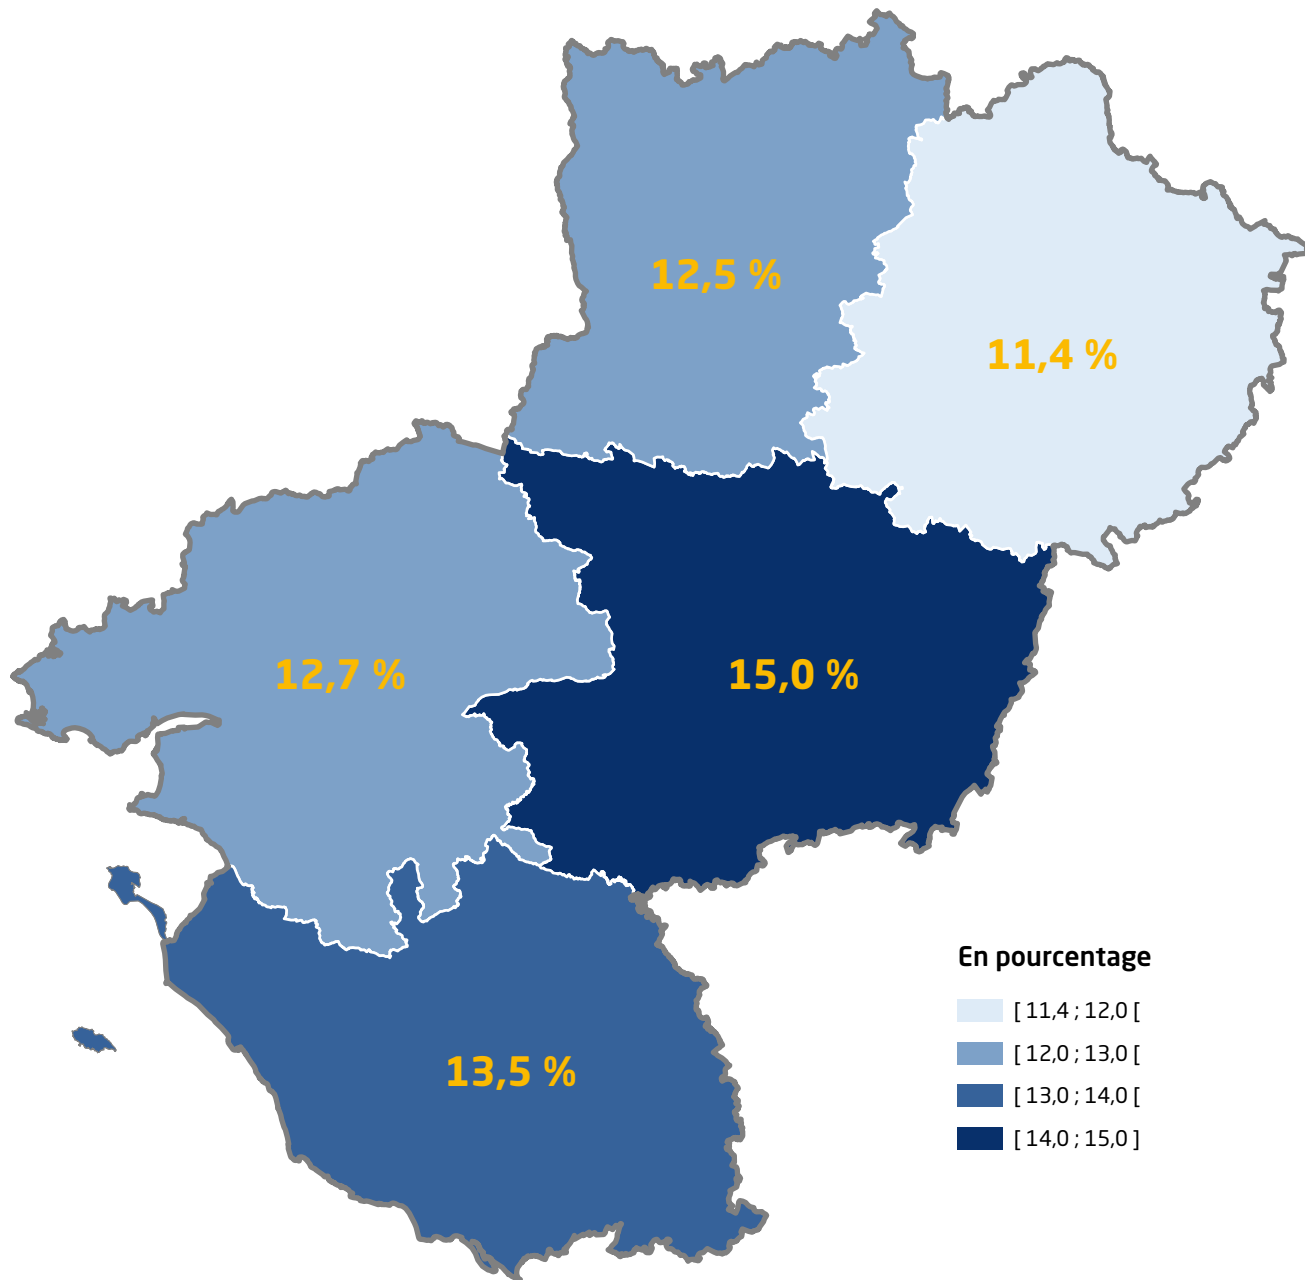 12,5 %
11,4 %
12,7 %
15,0 %
13,5 %
En pourcentage
[ 11,4 ; 12,0 [
[ 12,0 ; 13,0 [
[ 13,0 ; 14,0 [
[ 14,0 ; 15,0 ]